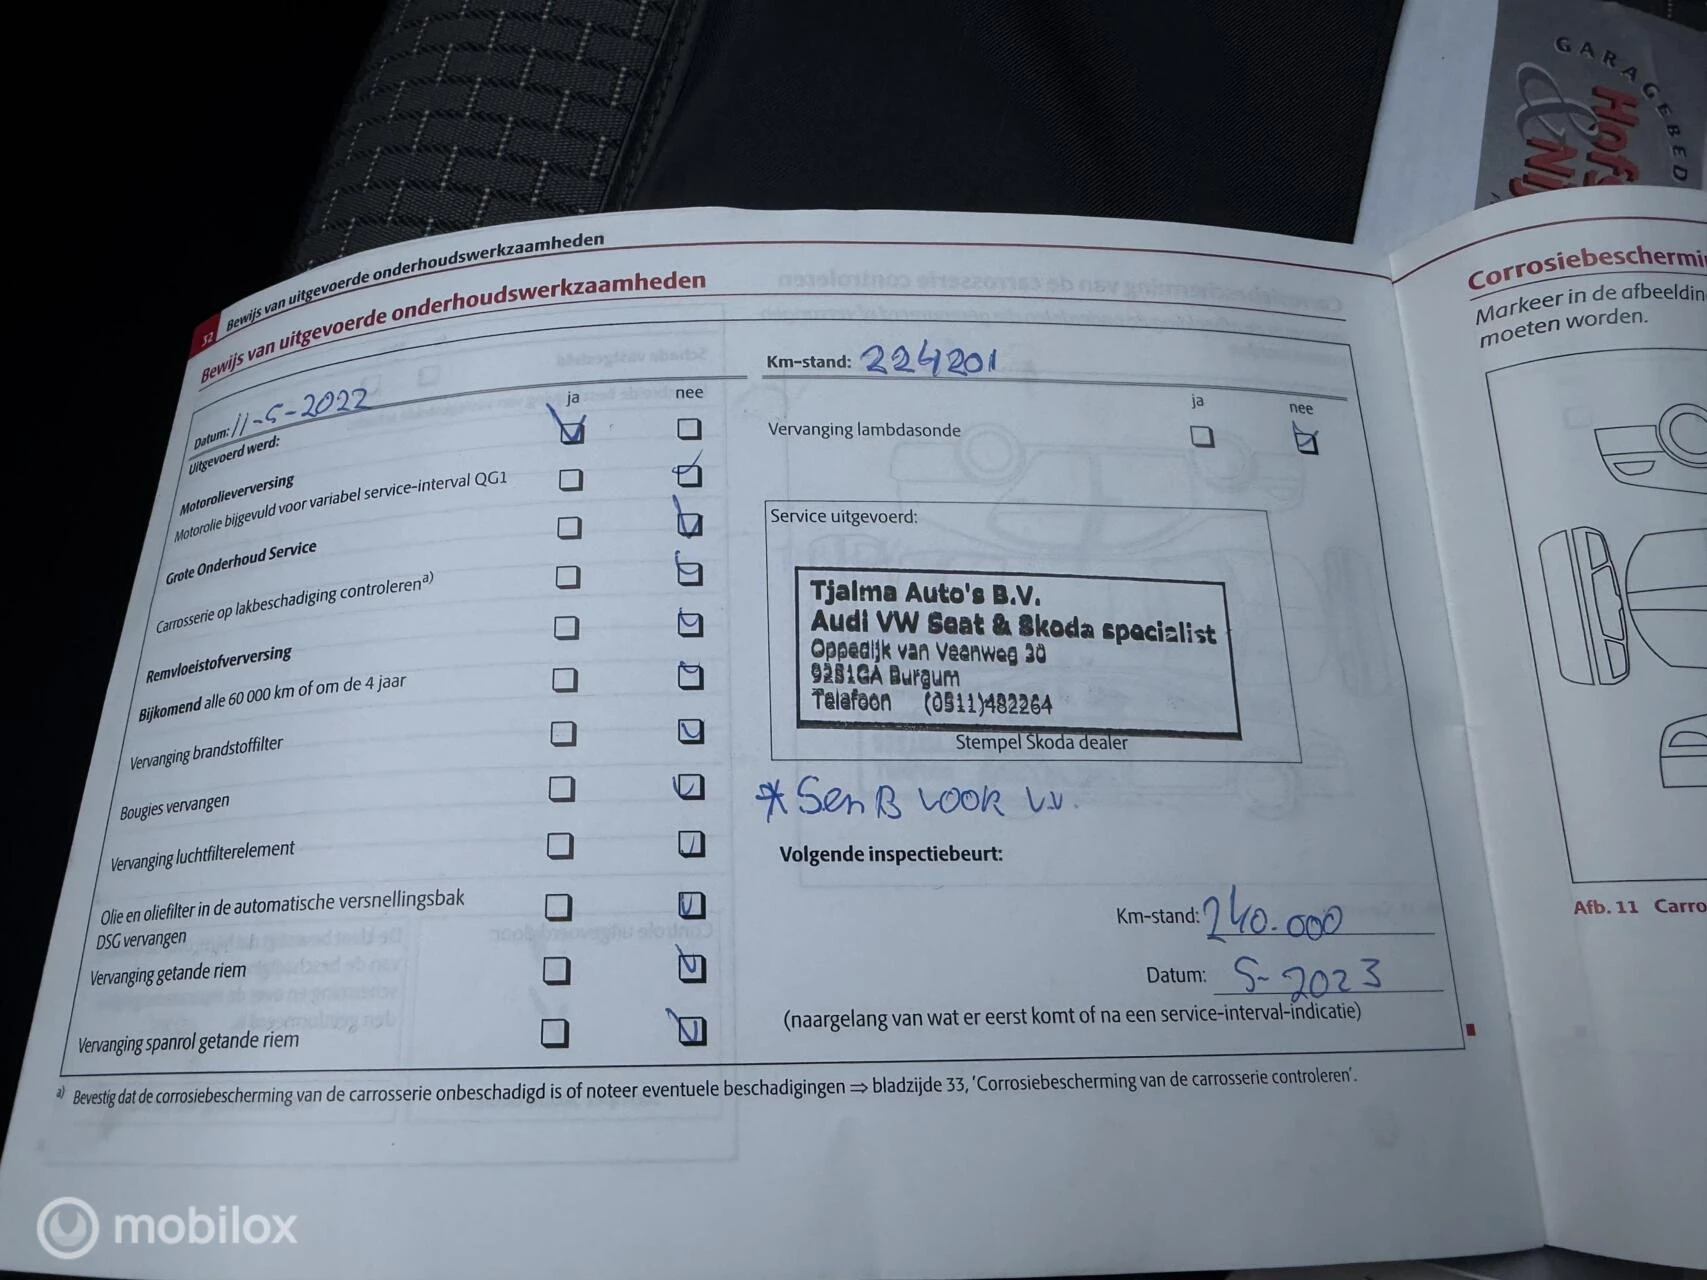 GARAGEBED
Hofs
& Nij
32 Bewijs van uitgevoerde onderhoudswerkzaamheden
Bewijs van uitgevoerde onderhoudswerkzaamheden
Datum: 11-5-2022
Km-stand: 224201
Uitgevoerd werd:
ja nee
Motorolieverversing
Motorolie bijgevuld voor variabel service-interval QG1
Grote Onderhoud Service
Carrosserie op lakbeschadiging controleren a)
Remvloeistofverversing
Bijkomend alle 60 000 km of om de 4 jaar
Vervanging brandstoffilter
Bougies vervangen
Vervanging luchtfilterelement
Olie en oliefilter in de automatische versnellingsbak
DSG vervangen
Vervanging getande riem
Vervanging spanrol getande riem
ja nee
Vervanging lambdasonde
Service uitgevoerd:
Tjalma Auto's B.V.
Audi VW Seat & Skoda specialist
Oppedijk van Veenweg 30
9251GA Burgum
Telefoon (0511)482264
Stempel Škoda dealer
* Sen B VOOR V.V.
Volgende inspectiebeurt:
Km-stand: 240.000
Datum: 5-2023
(naargelang van wat er eerst komt of na een service-interval-indicatie)
a) Bevestig dat de corrosiebescherming van de carrosserie onbeschadigd is of noteer eventuele beschadigingen ⇒ bladzijde 33, 'Corrosiebescherming van de carrosserie controleren'.
Corrosiebeschermi
Markeer in de afbeeldin
moeten worden.
Afb. 11 Carro
mobilox